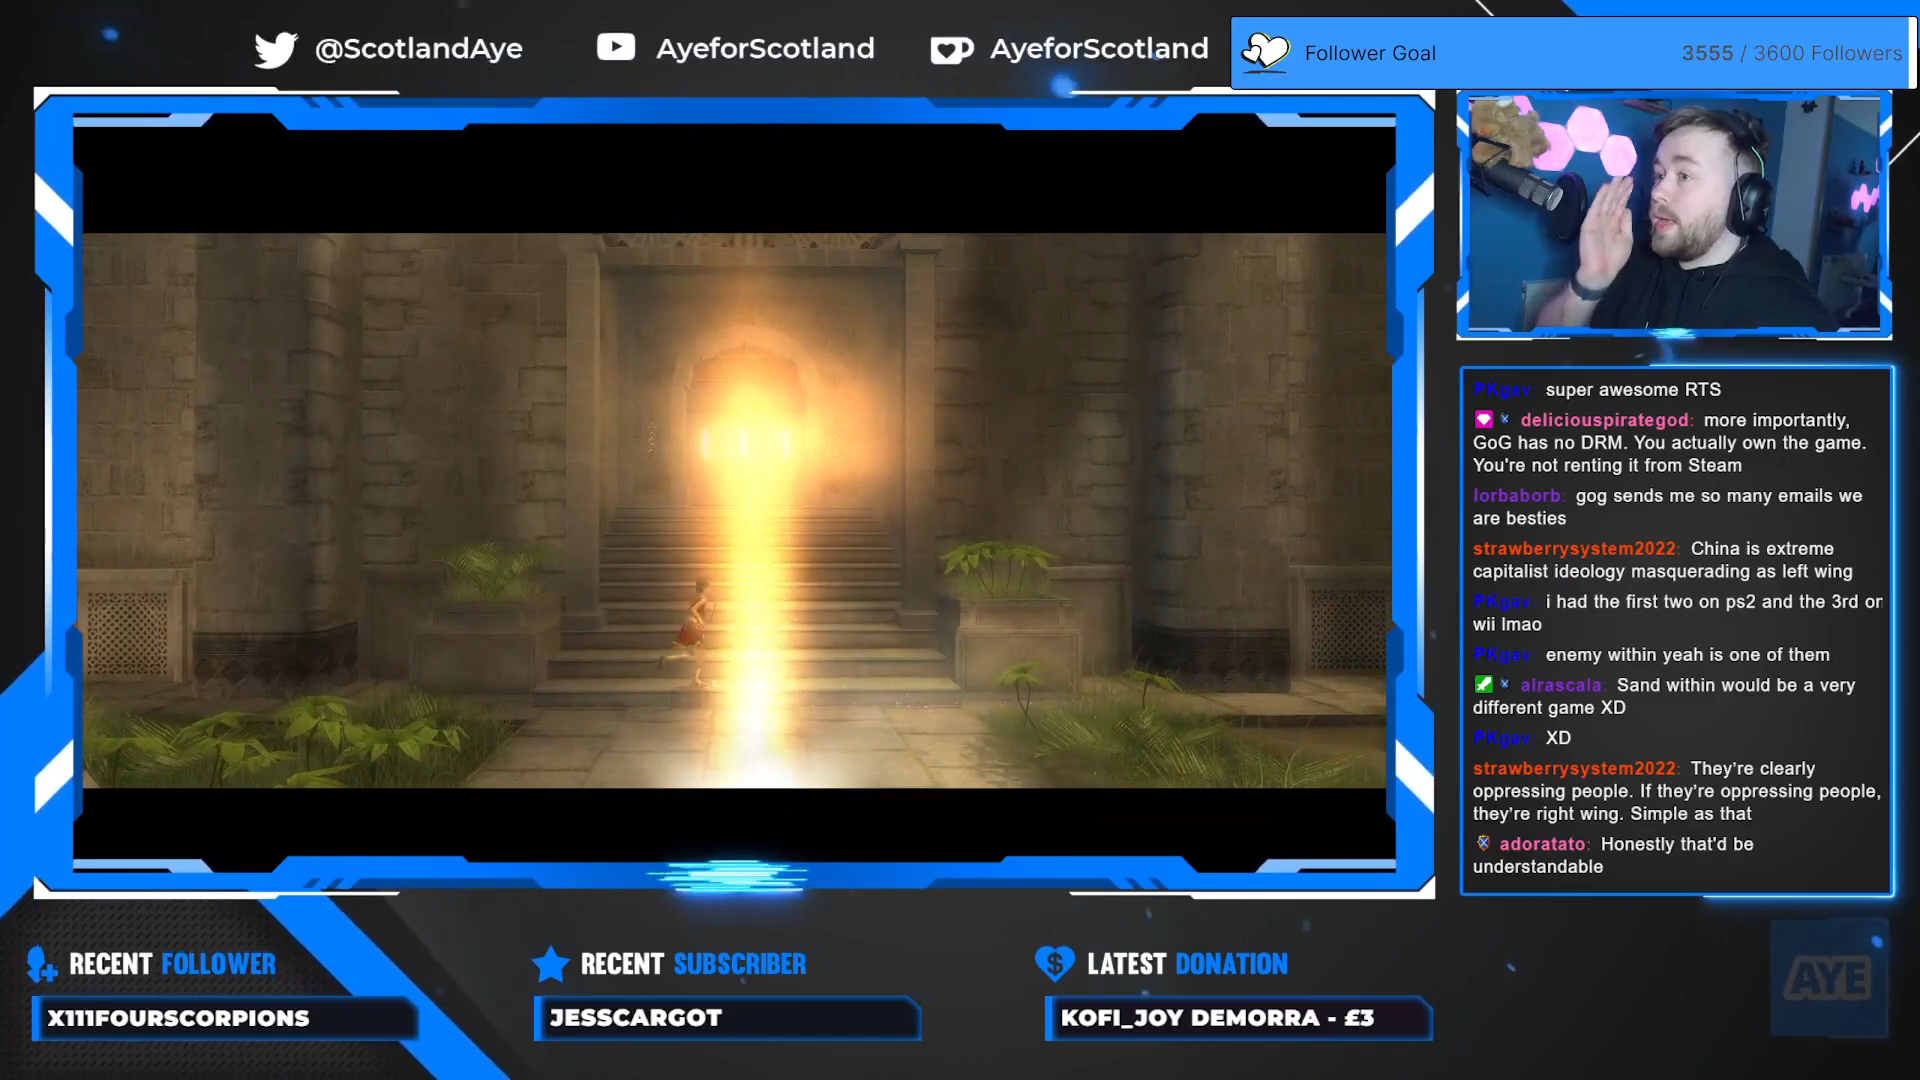 @ScotlandAye
AyeforScotland
AyeforScotland
Follower Goal
3555 / 3600 Followers
PKgav: super awesome RTS
deliciouspirategod: more importantly,
GoG has no DRM. You actually own the game.
You're not renting it from Steam
lorbaborb: gog sends me so many emails we
are besties
strawberrysystem2022: China is extreme
capitalist ideology masquerading as left wing
PKgav: i had the first two on ps2 and the 3rd on
wii lmao
PKgav: enemy within yeah is one of them
alrascala: Sand within would be a very
different game XD
PKgav: XD
strawberrysystem2022: They're clearly
oppressing people. If they're oppressing people,
they're right wing. Simple as that
adoratato: Honestly that'd be
understandable
RECENT FOLLOWER
X111FOURSCORPIONS
RECENT SUBSCRIBER
JESSCARGOT
LATEST DONATION
KOFI_JOY DEMORRA - £3
AYE